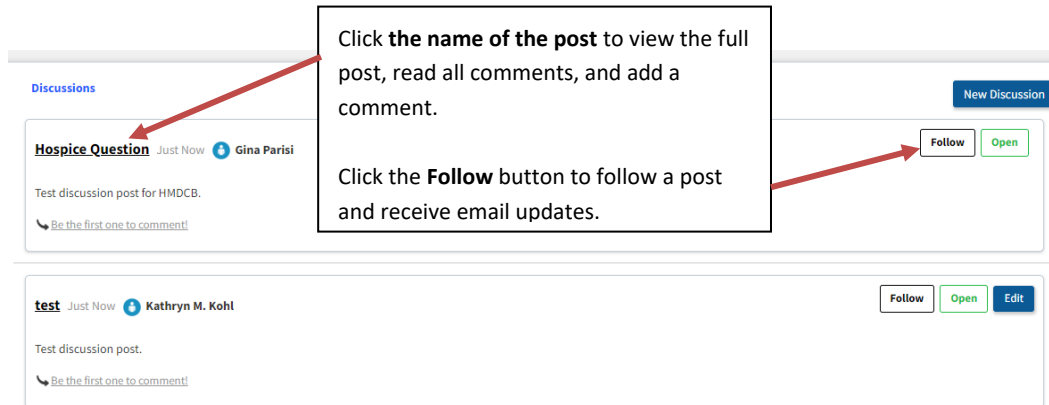 Click the name of the post to view the full
post, read all comments, and add a
comment.
Click the Follow button to follow a post
and receive email updates.
Discussions
New Discussion
Hospice Question Just Now Gina Parisi
Follow Open
Test discussion post for HMDCB.
Be the first one to comment!
test Just Now Kathryn M. Kohl
Follow Open Edit
Test discussion post.
Be the first one to comment!